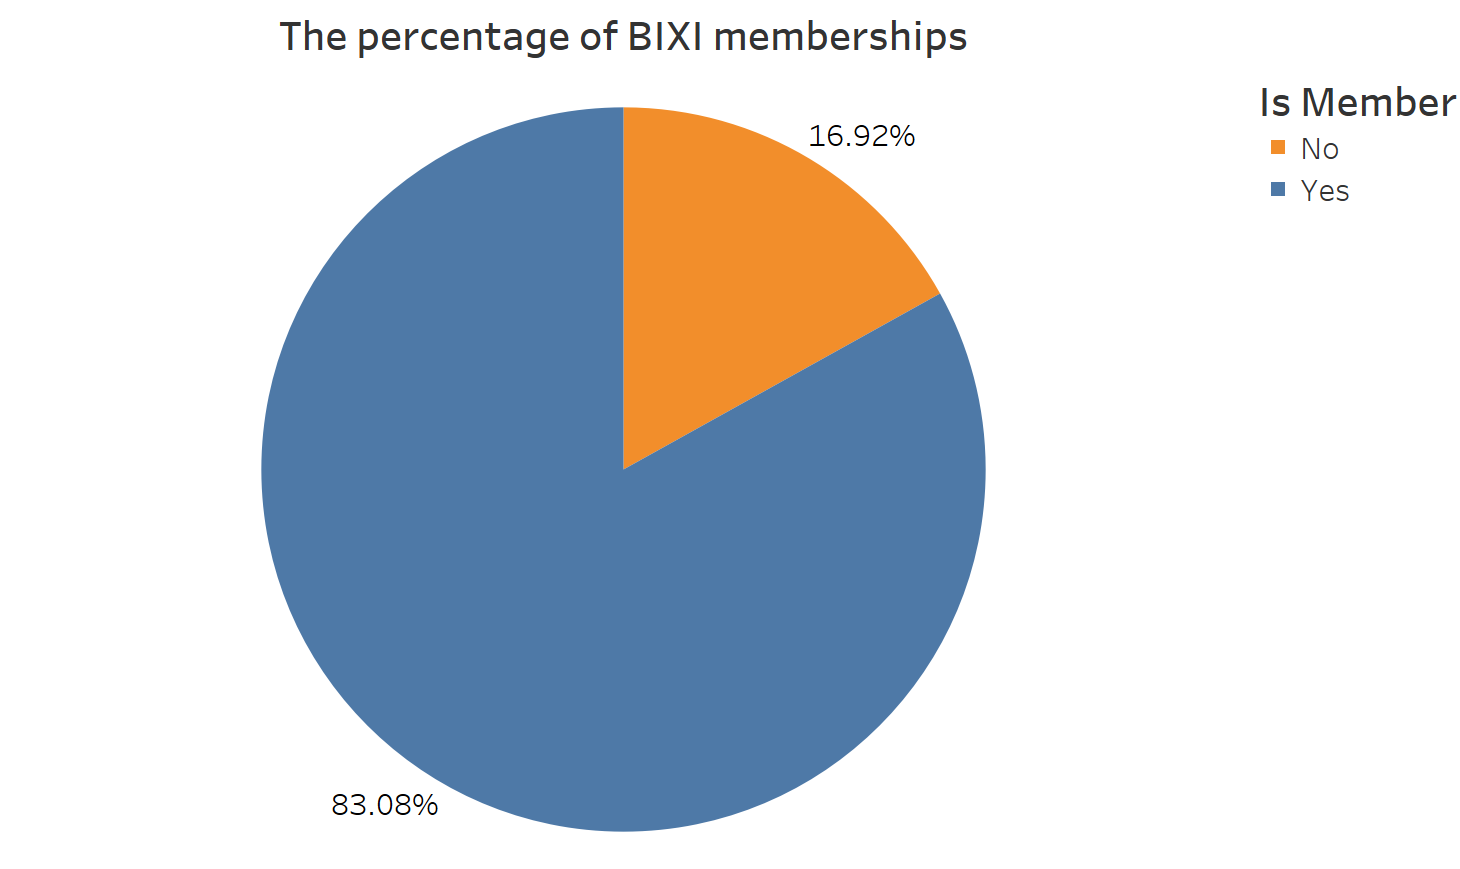 The percentage of BIXI memberships
Is Member
No
Yes
16.92%
83.08%